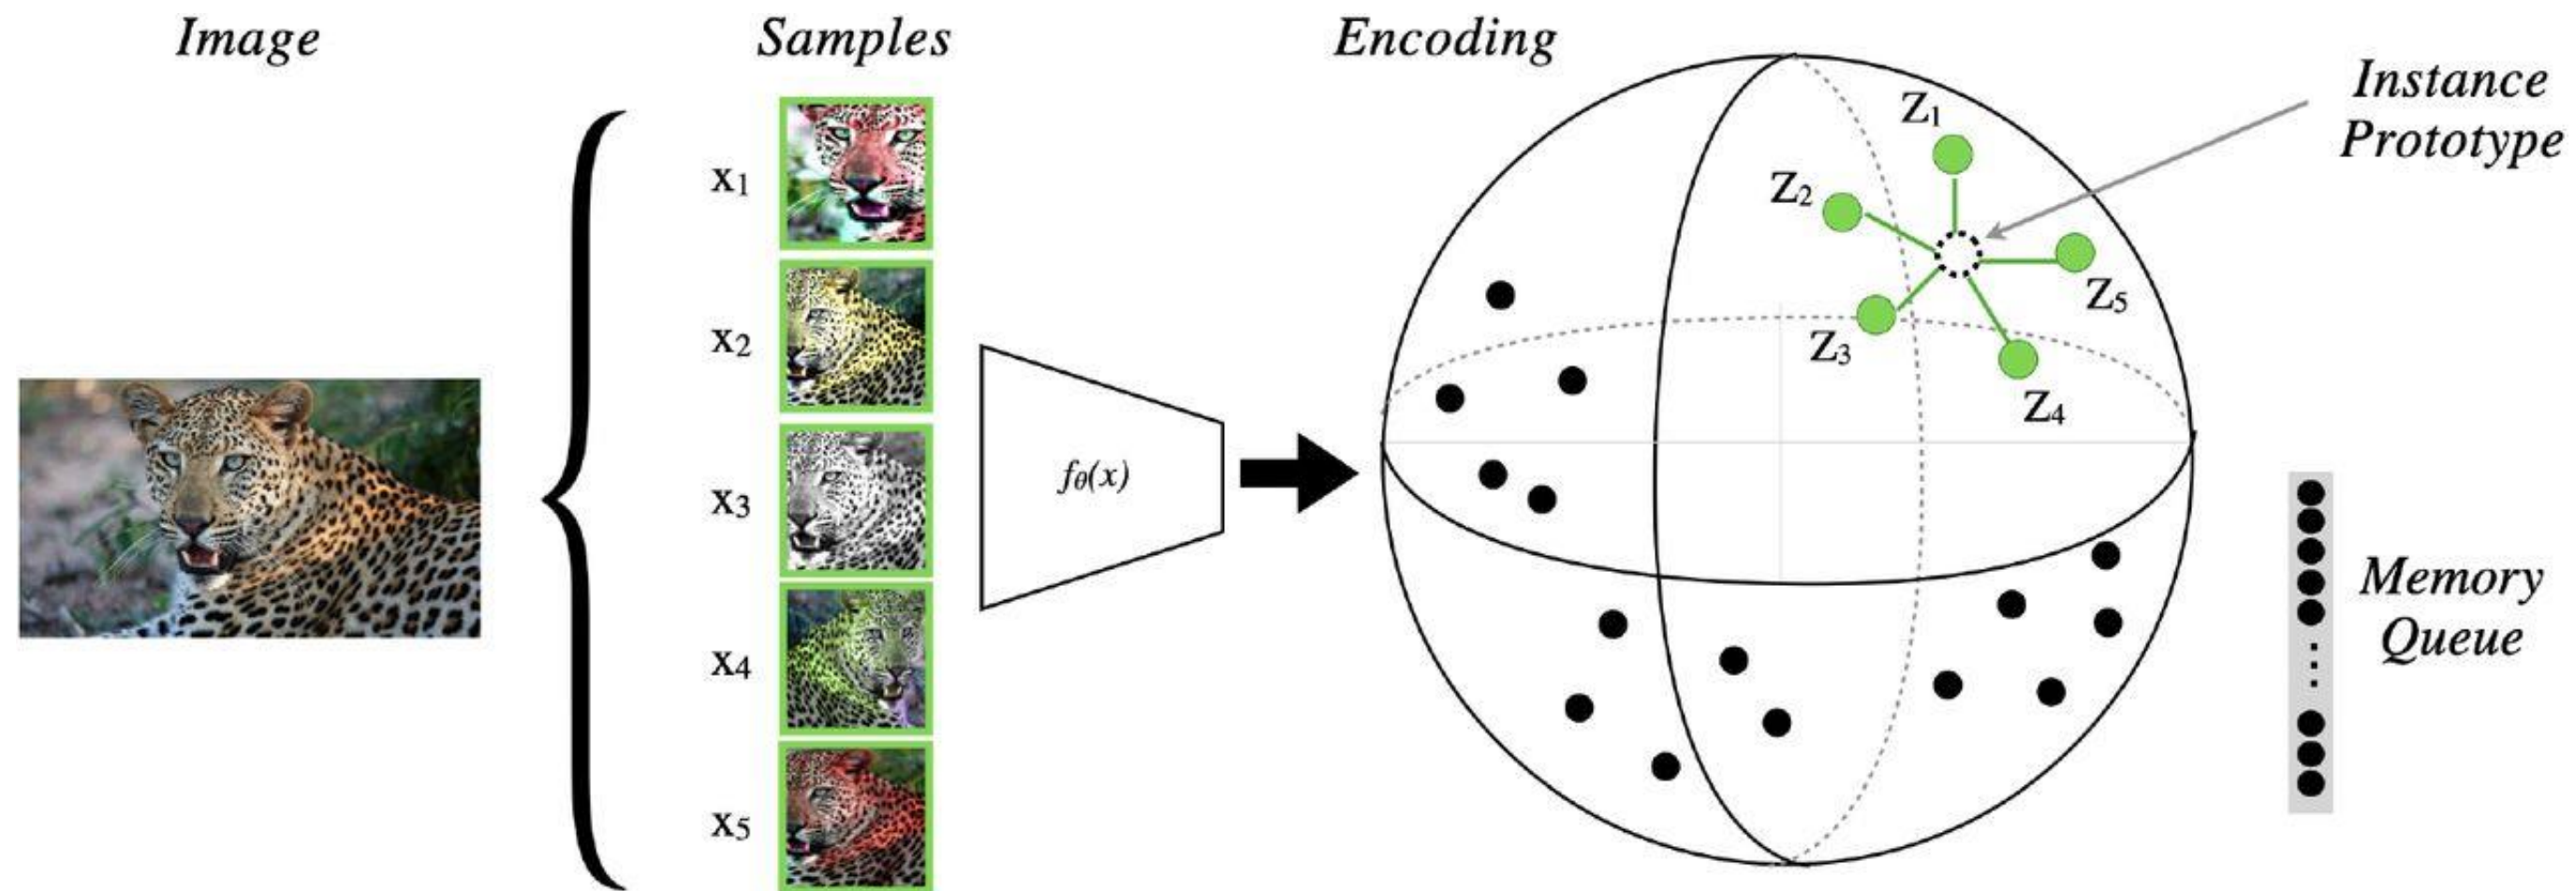 Image
Samples
Encoding
Instance
Prototype
x1
x2
x3
x4
x5
fθ(x)
Z1
Z2
Z3
Z4
Z5
Memory
Queue